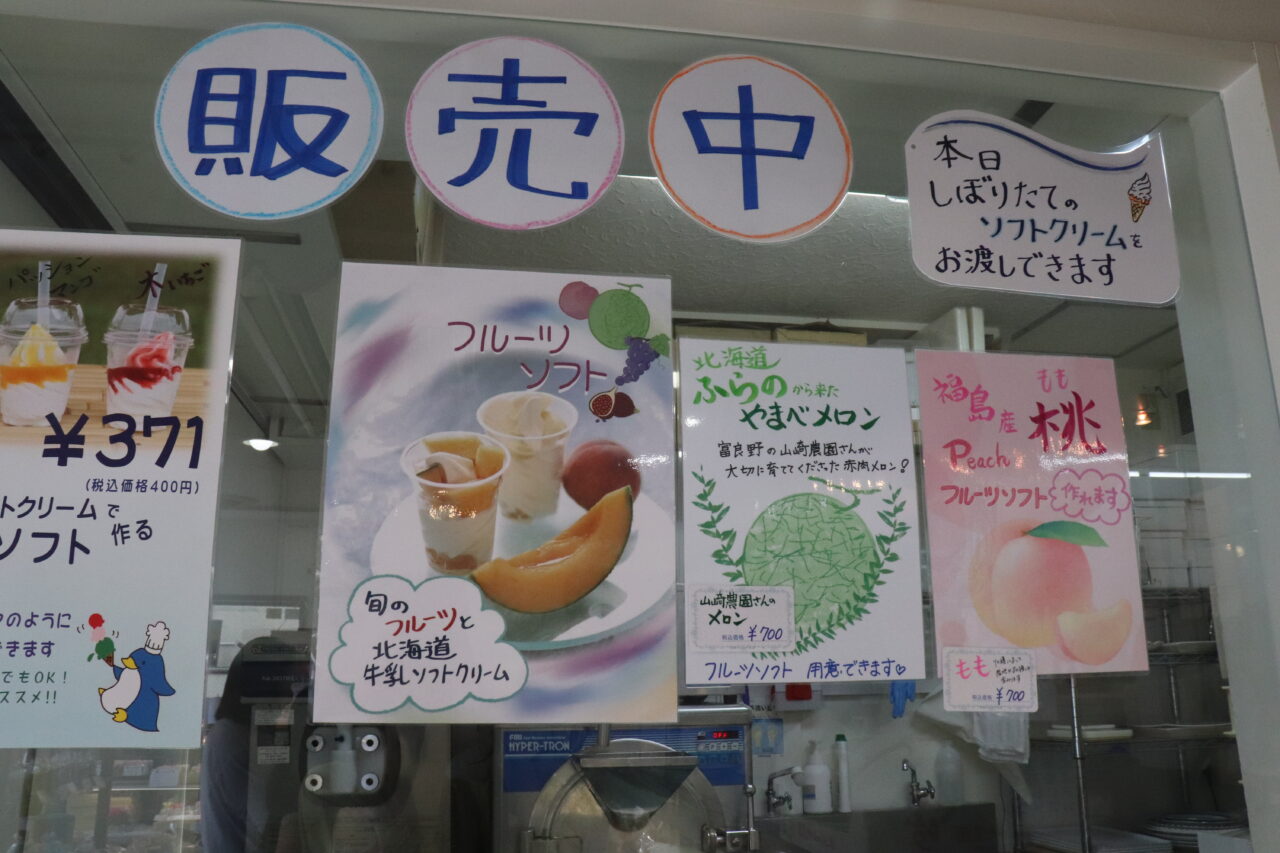 販売中
本日
しぼりたての
ソフトクリームを
お渡しできます
パッション
マンゴ
木いちご
¥371
(税込価格400円)
トクリームで
ソフト 作る
のように
きます
でもOK!
スメ!!
フルーツ
ソフト
旬の
フルーツと
北海道
牛乳ソフトクリーム
北海道
ふらのから来た
やまべメロン
富良野の山崎農園さんが
大切に育ててくださった赤肉メロン!
山崎農園さんの
メロン
税込価格 ¥700
フルーツソフト 用意できます♡
福島産
もも
桃
Peach
フルーツソフト 作れます
もも
税込価格 ¥700
HYPER-TRON